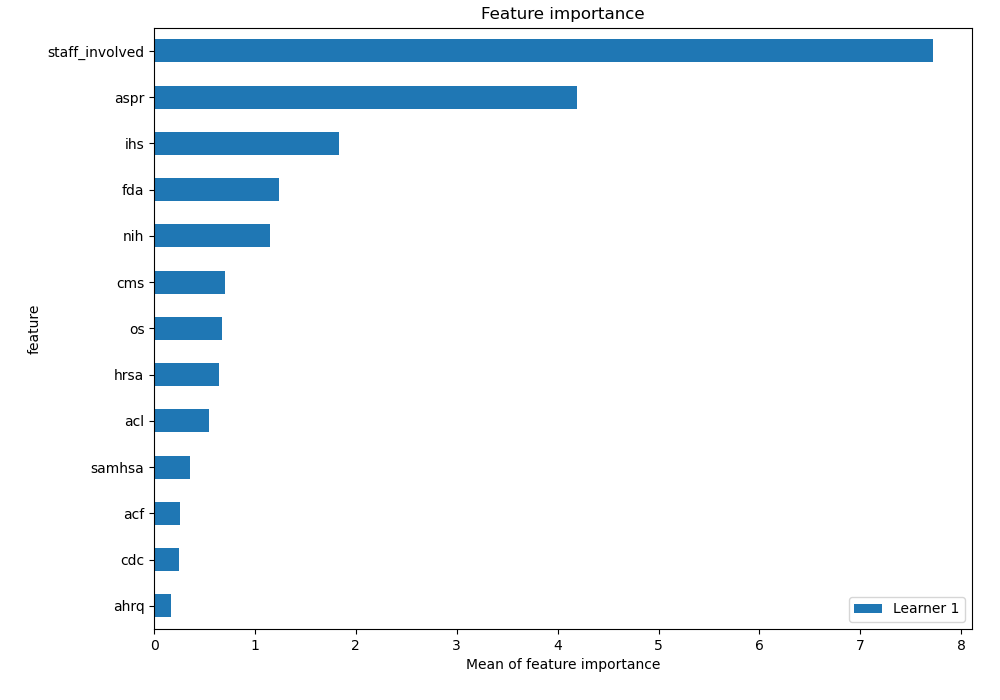 Feature importance
staff_involved
aspr
ihs
fda
nih
cms
os
hrsa
acl
samhsa
acf
cdc
ahrq
feature
Learner 1
0 1 2 3 4 5 6 7 8
Mean of feature importance